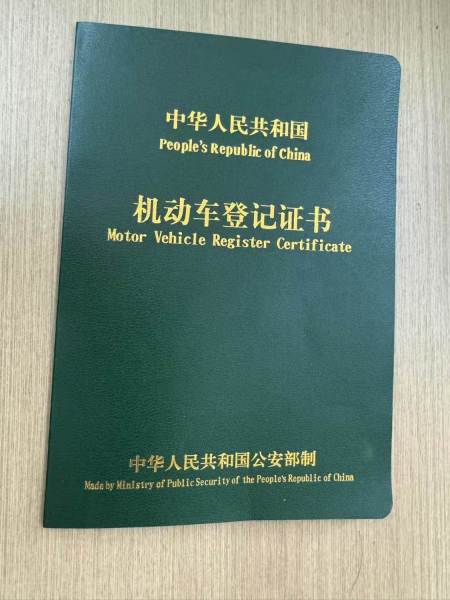 中华人民共和国
People's Republic of China
机动车登记证书
Motor Vehicle Register Certificate
中华人民共和国公安部制
Made by Ministry of Public Security of the People's Republic of China